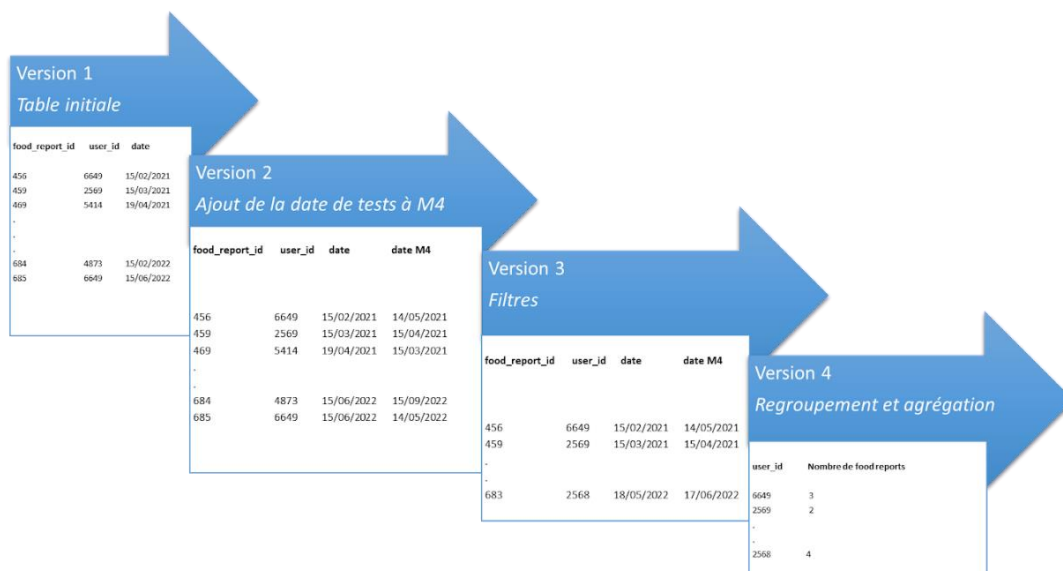 Version 1
Table initiale
food_report_id user_id date
456 6649 15/02/2021
459 2569 15/03/2021
469 5414 19/04/2021
.
.
.
684 4873 15/02/2022
685 6649 15/06/2022
Version 2
Ajout de la date de tests à M4
food_report_id user_id date date M4
456 6649 15/02/2021 14/05/2021
459 2569 15/03/2021 15/04/2021
469 5414 19/04/2021 15/03/2021
.
.
684 4873 15/06/2022 15/09/2022
685 6649 15/06/2022 14/05/2022
Version 3
Filtres
food_report_id user_id date date M4
456 6649 15/02/2021 14/05/2021
459 2569 15/03/2021 15/04/2021
.
.
683 2568 18/05/2022 17/06/2022
Version 4
Regroupement et agrégation
user_id Nombre de food reports
6649 3
2569 2
.
.
2568 4